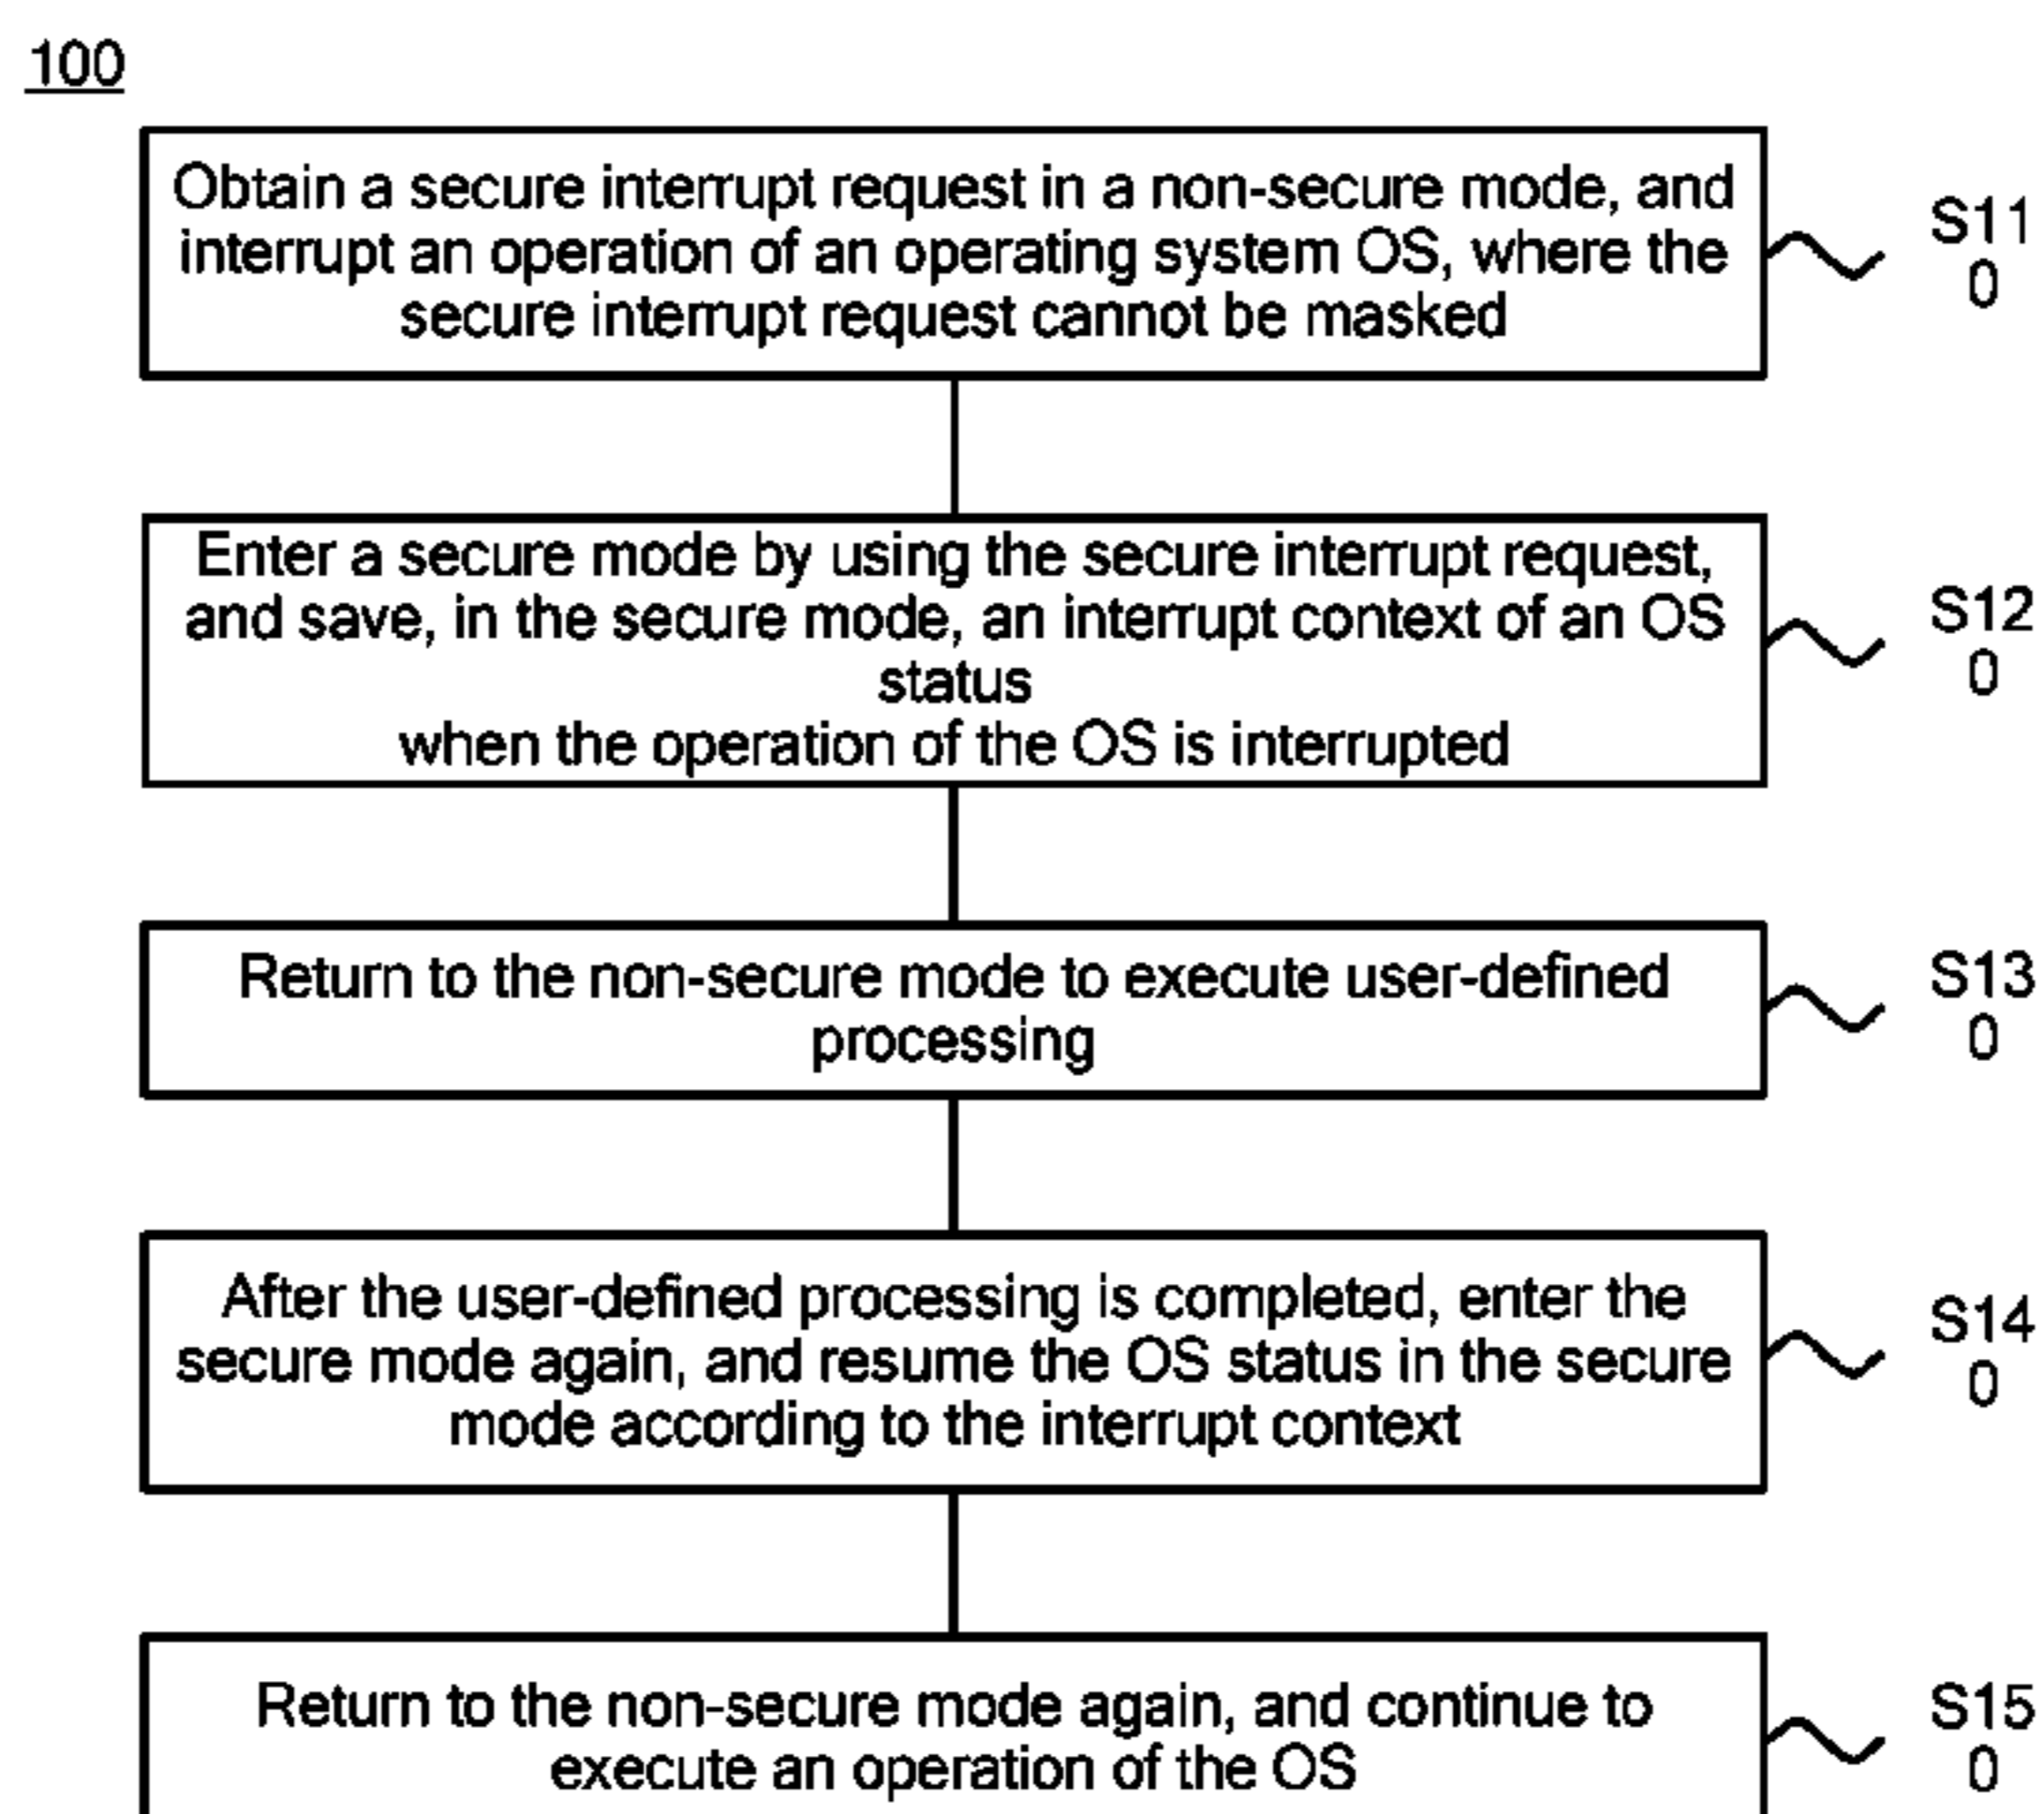 100
Obtain a secure interrupt request in a non-secure mode, and
interrupt an operation of an operating system OS, where the
secure interrupt request cannot be masked
S11
0
Enter a secure mode by using the secure interrupt request,
and save, in the secure mode, an interrupt context of an OS
status
when the operation of the OS is interrupted
S12
0
Return to the non-secure mode to execute user-defined
processing
S13
0
After the user-defined processing is completed, enter the
secure mode again, and resume the OS status in the secure
mode according to the interrupt context
S14
0
Return to the non-secure mode again, and continue to
execute an operation of the OS
S15
0